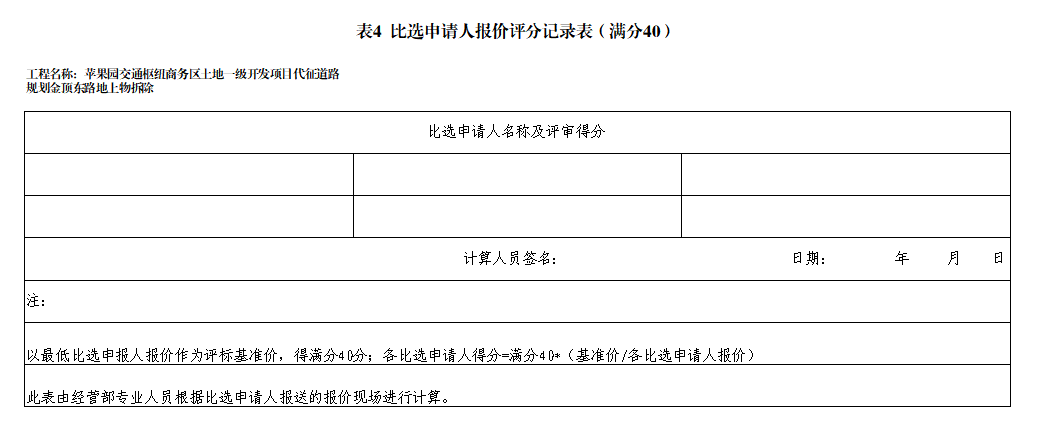 表4 比选申请人报价评分记录表（满分40）
工程名称：苹果园交通枢纽商务区土地一级开发项目代征道路
规划金顶东路地上物拆除
比选申请人名称及评审得分
计算人员签名： 日期： 年 月 日
注：
以最低比选申报人报价作为评标基准价，得满分40分；各比选申请人得分=满分40*（基准价/各比选申请人报价）
此表由经营部专业人员根据比选申请人报送的报价现场进行计算。